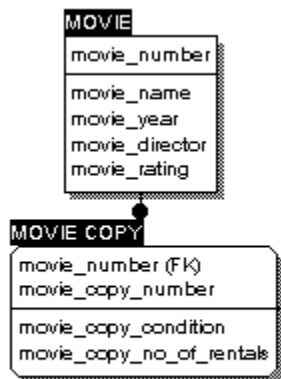 MOVIE
movie_number
movie_name
movie_year
movie_director
movie_rating
MOVIE COPY
movie_number (FK)
movie_copy_number
movie_copy_condition
movie_copy_no_of_rentals